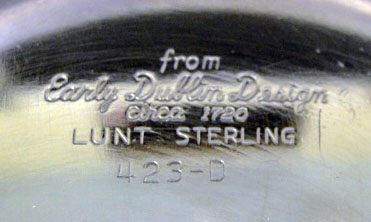 from
Early Dublin Design
circa 1720
LUNT STERLING
423-D